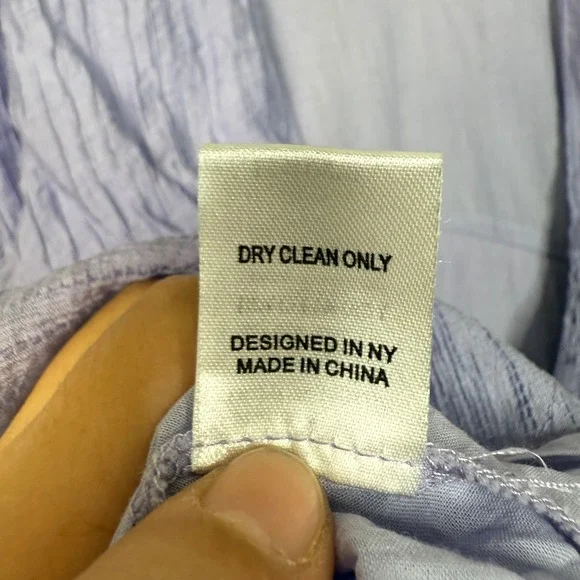 DRY CLEAN ONLY
DESIGNED IN NY
MADE IN CHINA